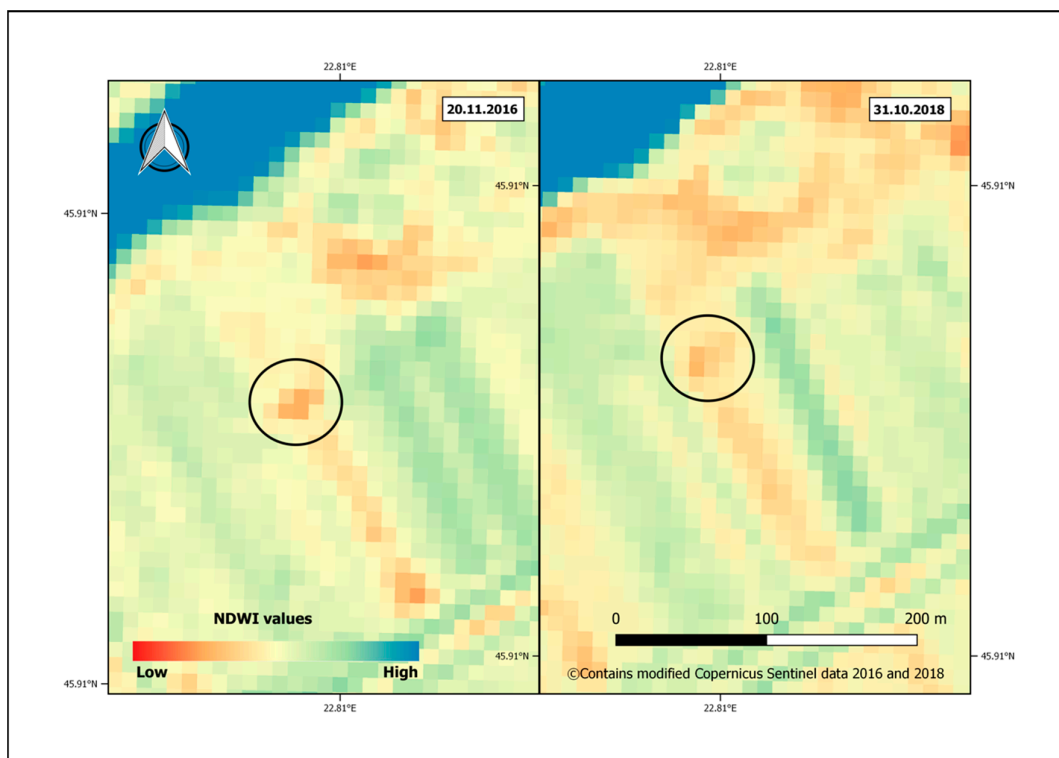 22.81°E
22.81°E
20.11.2016
31.10.2018
45.91°N
45.91°N
45.91°N
NDWI values
Low
High
0
100
200 m
©Contains modified Copernicus Sentinel data 2016 and 2018
45.91°N
45.91°N
45.91°N
22.81°E
22.81°E